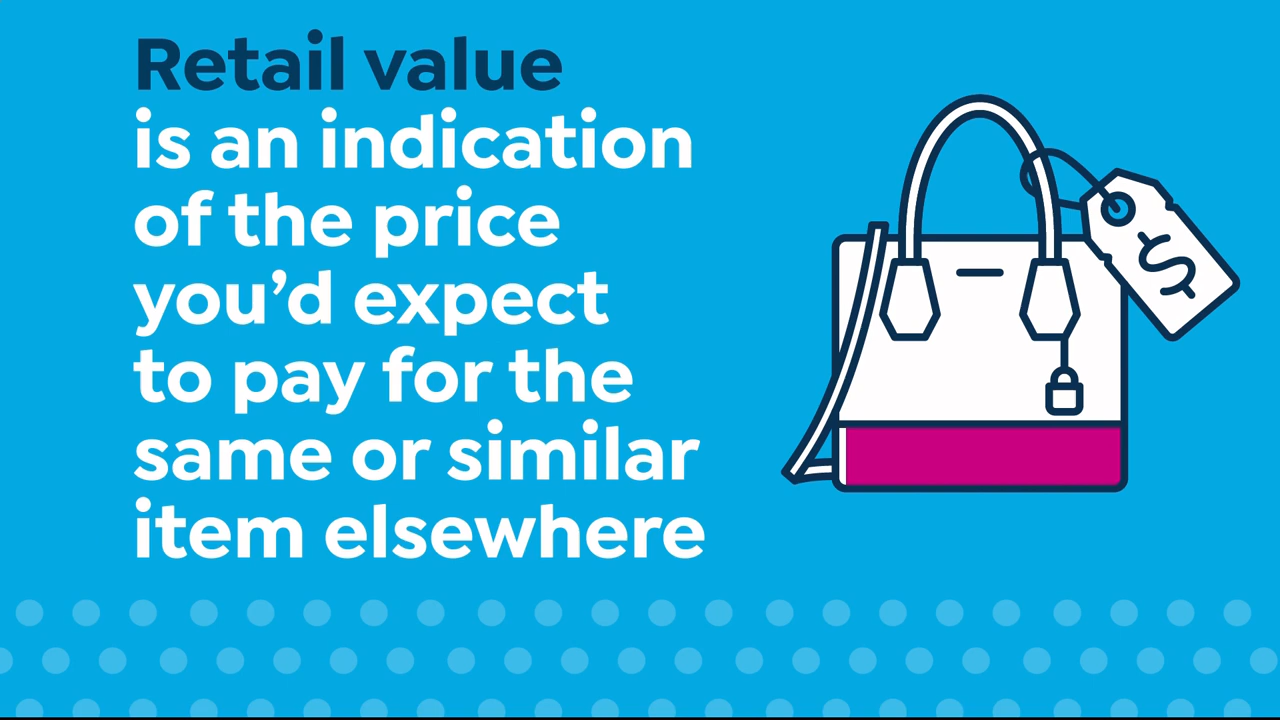 Retail value
is an indication
of the price
you’d expect
to pay for the
same or similar
item elsewhere
$